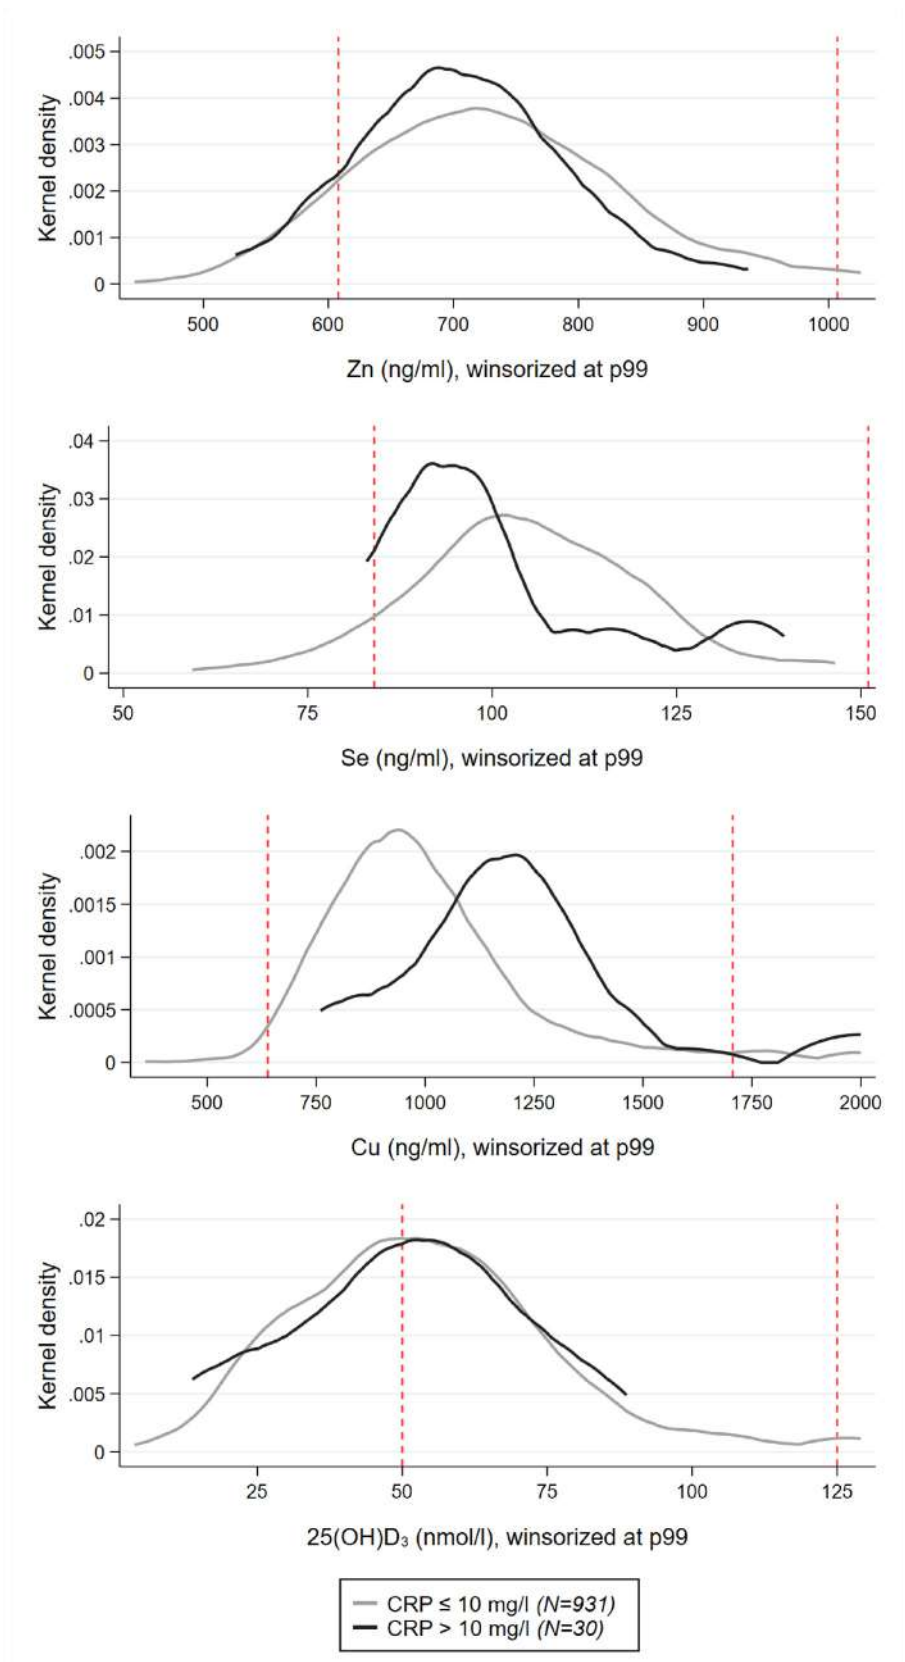 .005
.004
.003
.002
.001
0
Kernel density
500 600 700 800 900 1000
Zn (ng/ml), winsorized at p99
.04
.03
.02
.01
0
Kernel density
50 75 100 125 150
Se (ng/ml), winsorized at p99
.002
.0015
.001
.0005
0
Kernel density
500 750 1000 1250 1500 1750 2000
Cu (ng/ml), winsorized at p99
.02
.015
.01
.005
0
Kernel density
25 50 75 100 125
25(OH)D₃ (nmol/l), winsorized at p99
CRP ≤ 10 mg/l (N=931)
CRP > 10 mg/l (N=30)